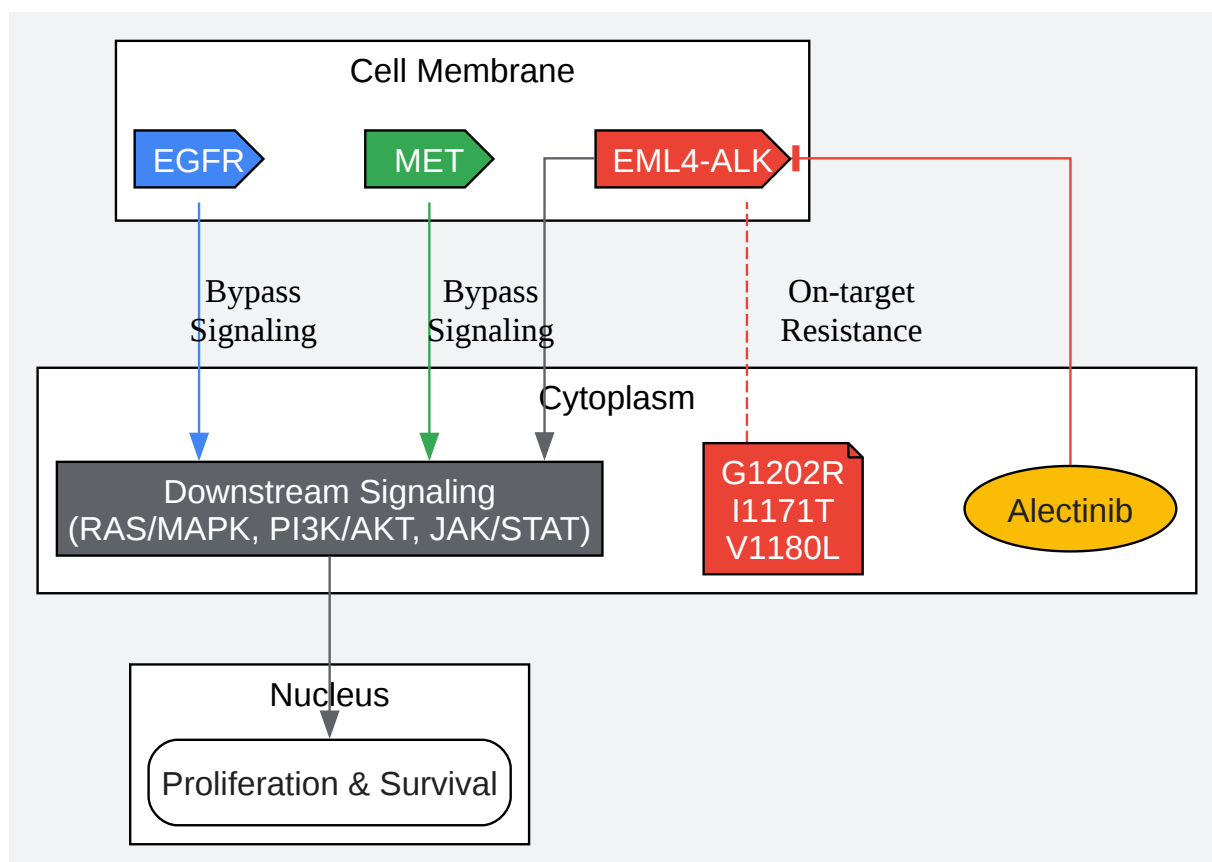 Cell Membrane
EGFR
MET
EML4-ALK
Bypass
Signaling
Bypass
Signaling
On-target
Resistance
Cytoplasm
Downstream Signaling
(RAS/MAPK, PI3K/AKT, JAK/STAT)
G1202R
I1171T
V1180L
Alectinib
Nucleus
Proliferation & Survival